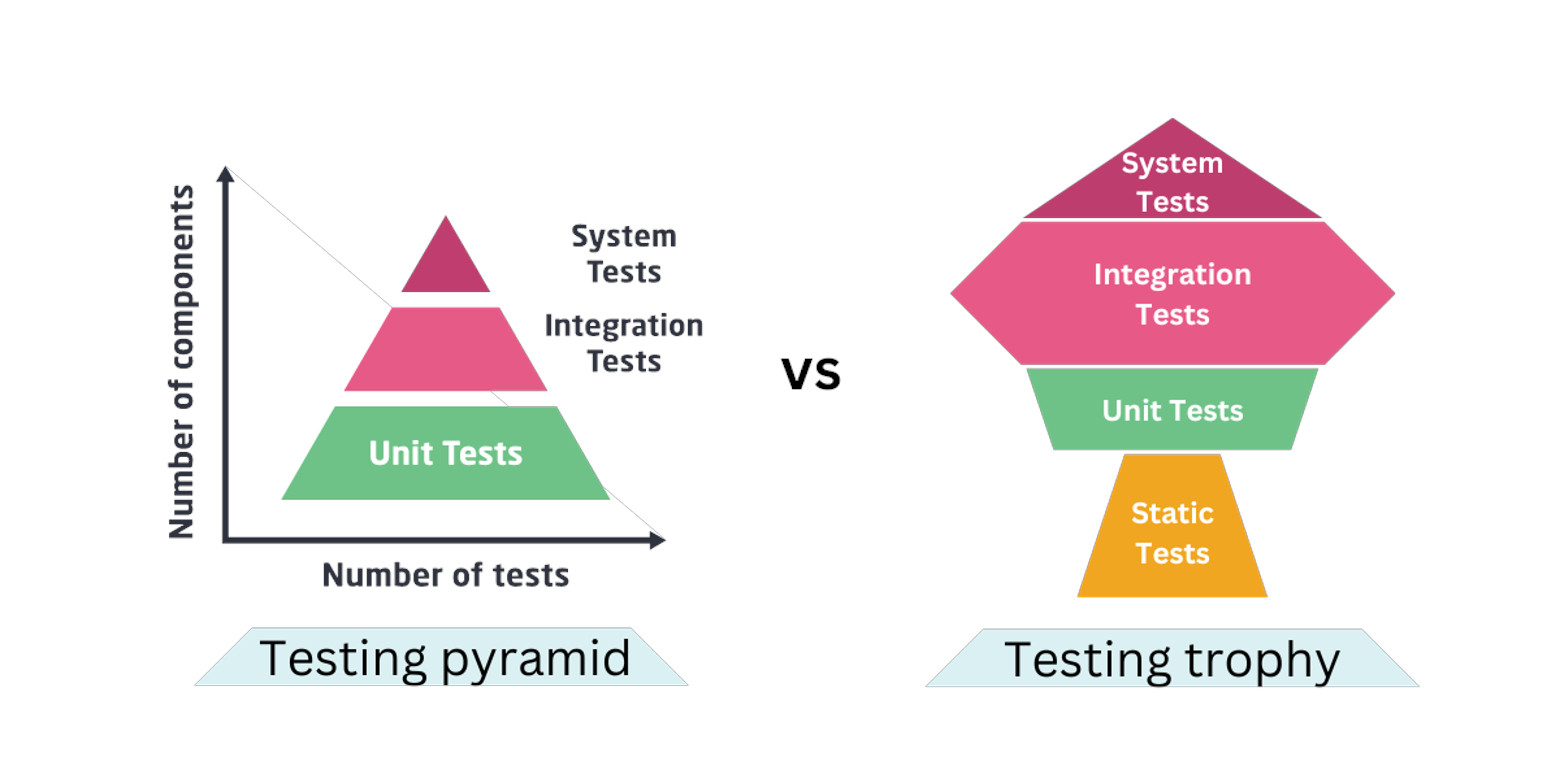 Number of components
System
Tests
Integration
Tests
Unit Tests
Number of tests
Testing pyramid
vs
System
Tests
Integration
Tests
Unit Tests
Static
Tests
Testing trophy